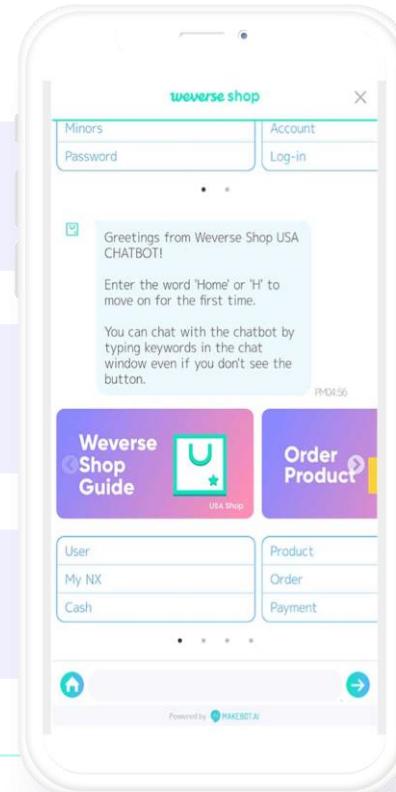 weverse shop
Minors
Account
Password
Log-in
Greetings from Weverse Shop USA
CHATBOT!
Enter the word 'Home' or 'H' to
move on for the first time.
You can chat with the chatbot by
typing keywords in the chat
window even if you don't see the
button.
PM04:56
Weverse
Shop
Guide
USA Shop
Order
Product
User
My NX
Cash
Product
Order
Payment
Powered by MAKEBOT.AI